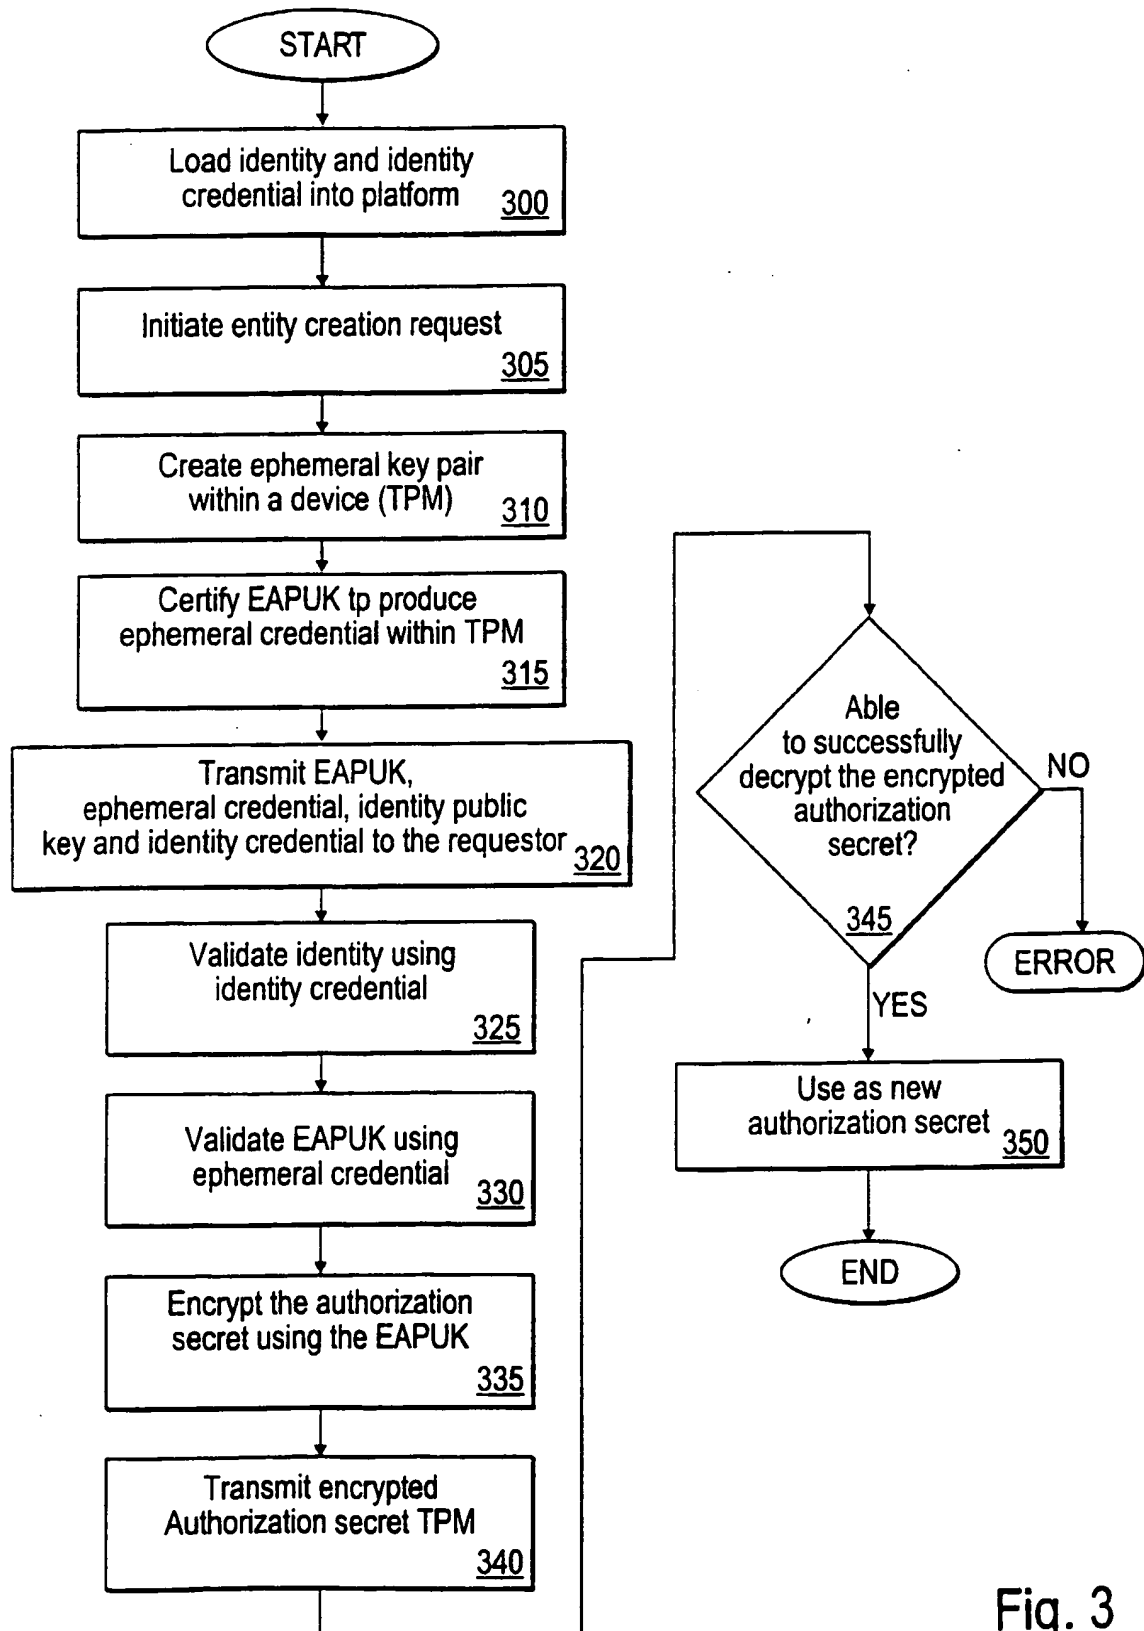 START
Load identity and identity
credential into platform
300
Initiate entity creation request
305
Create ephemeral key pair
within a device (TPM)
310
Certify EAPUK tp produce
ephemeral credential within TPM
315
Transmit EAPUK,
ephemeral credential, identity public
key and identity credential to the requestor
320
Validate identity using
identity credential
325
Validate EAPUK using
ephemeral credential
330
Encrypt the authorization
secret using the EAPUK
335
Transmit encrypted
Authorization secret TPM
340
Able
to successfully
decrypt the encrypted
authorization
secret?
345
NO
ERROR
YES
Use as new
authorization secret
350
END
Fig. 3